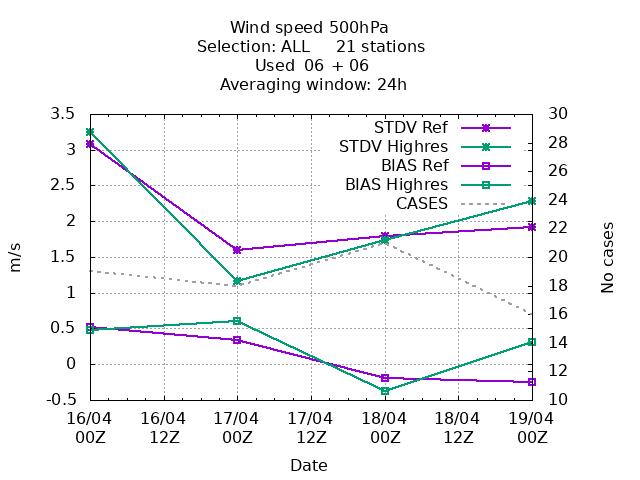 Wind speed 500hPa
Selection: ALL 21 stations
Used 06 + 06
Averaging window: 24h
3.5
3
2.5
2
1.5
1
0.5
0
-0.5
m/s
30
28
26
24
22
20
18
16
14
12
10
No cases
STDV Ref
STDV Highres
BIAS Ref
BIAS Highres
CASES
16/04 16/04 17/04 17/04 18/04 18/04 19/04
00Z 12Z 00Z 12Z 00Z 12Z 00Z
Date